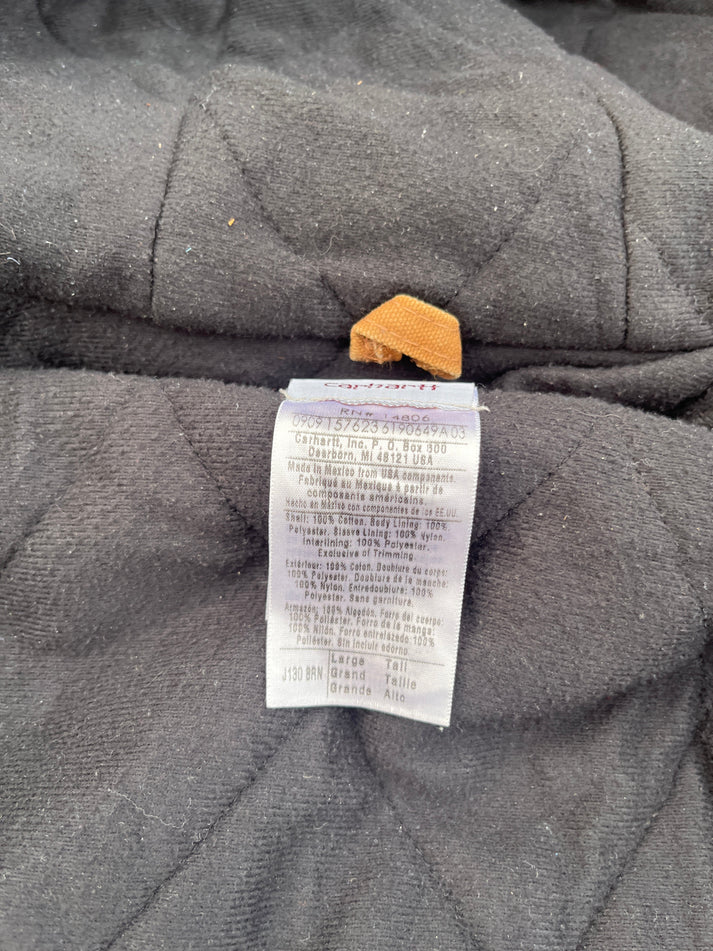 carhartt
RN# 14806
0909157623 6190649A03
Carhartt, Inc. P. O. Box 600
Dearborn, MI 48121 USA
Made in Mexico from USA components.
Fabriqué au Mexique à partir de
composants américains.
Hecho en México con componentes de los EE.UU.
Shell: 100% Cotton. Body Lining: 100%
Polyester. Sleeve Lining: 100% Nylon.
Interlining: 100% Polyester.
Exclusive of Trimming.
Extérieur: 100% Coton. Doublure du corps:
100% Polyester. Doublure de la manche:
100% Nylon. Entredoublure: 100%
Polyester. Sans garniture.
Armazón: 100% Algodón. Forro del cuerpo:
100% Poliéster. Forro de la manga:
100% Nilón. Forro entrelazado 100%
Poliéster. Sin incluir adorno.
J130 BRN
Large Tall
Grand Taille
Grande Alto